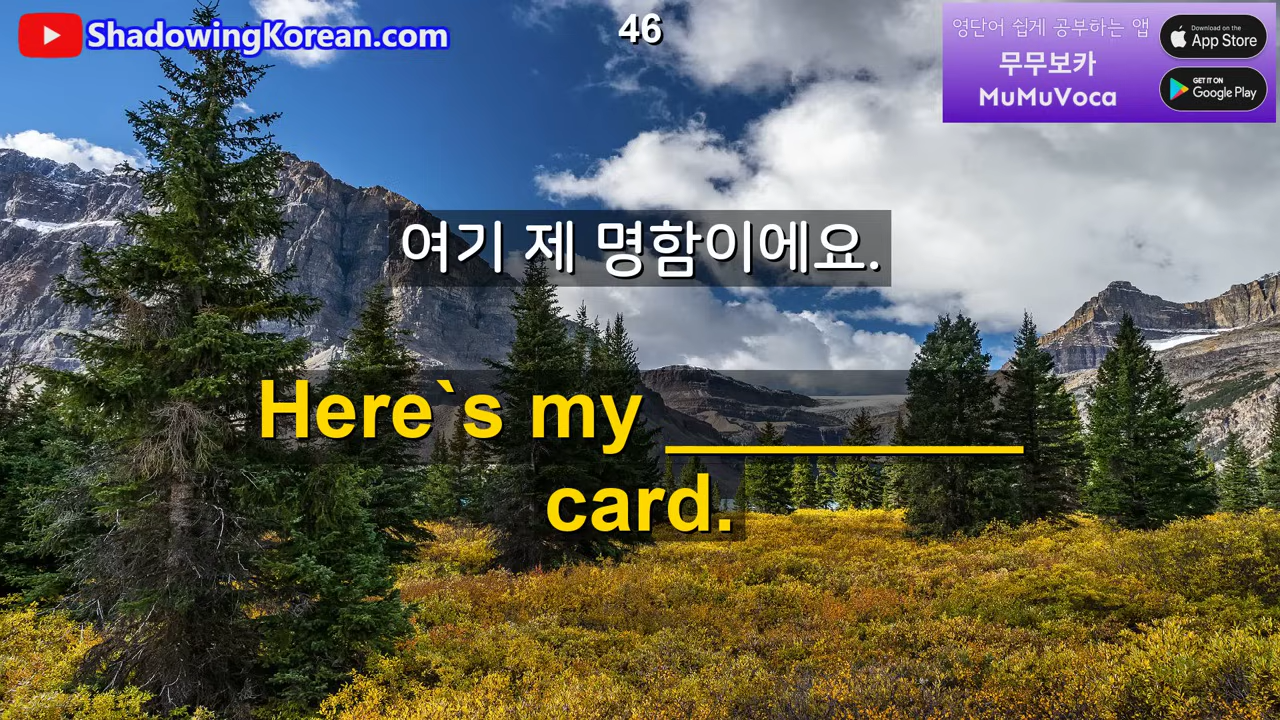 ShadowingKorean.com
46
영단어 쉽게 공부하는 앱
무무보카
MuMuVoca
Download on the
App Store
GET IT ON
Google Play
여기 제 명함이에요.
Here`s my _________
card.